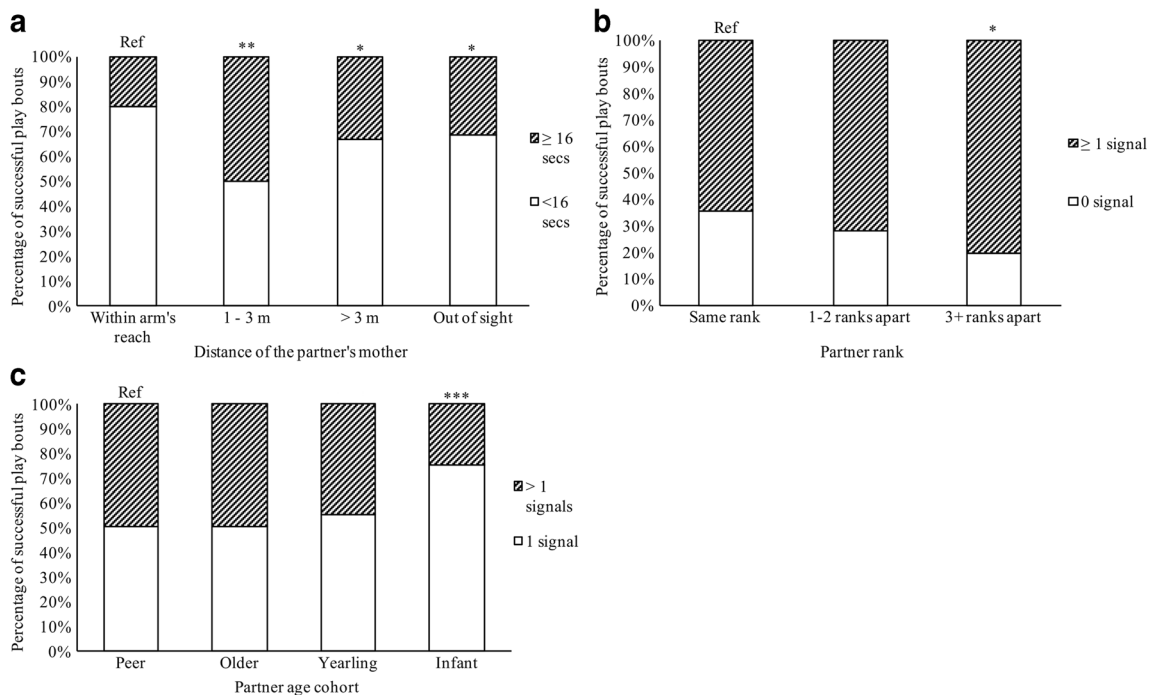 a
Percentage of successful play bouts
100%
90%
80%
70%
60%
50%
40%
30%
20%
10%
0%
Ref
**
*
*
Within arm's
reach
1 - 3 m
> 3 m
Out of sight
Distance of the partner's mother
≥ 16
secs
<16
secs
b
Percentage of successful play bouts
100%
90%
80%
70%
60%
50%
40%
30%
20%
10%
0%
Ref
*
Same rank
1-2 ranks apart
3+ ranks apart
Partner rank
≥ 1 signal
0 signal
c
Percentage of successful play bouts
100%
90%
80%
70%
60%
50%
40%
30%
20%
10%
0%
Ref
***
Peer
Older
Yearling
Infant
Partner age cohort
> 1
signals
1 signal